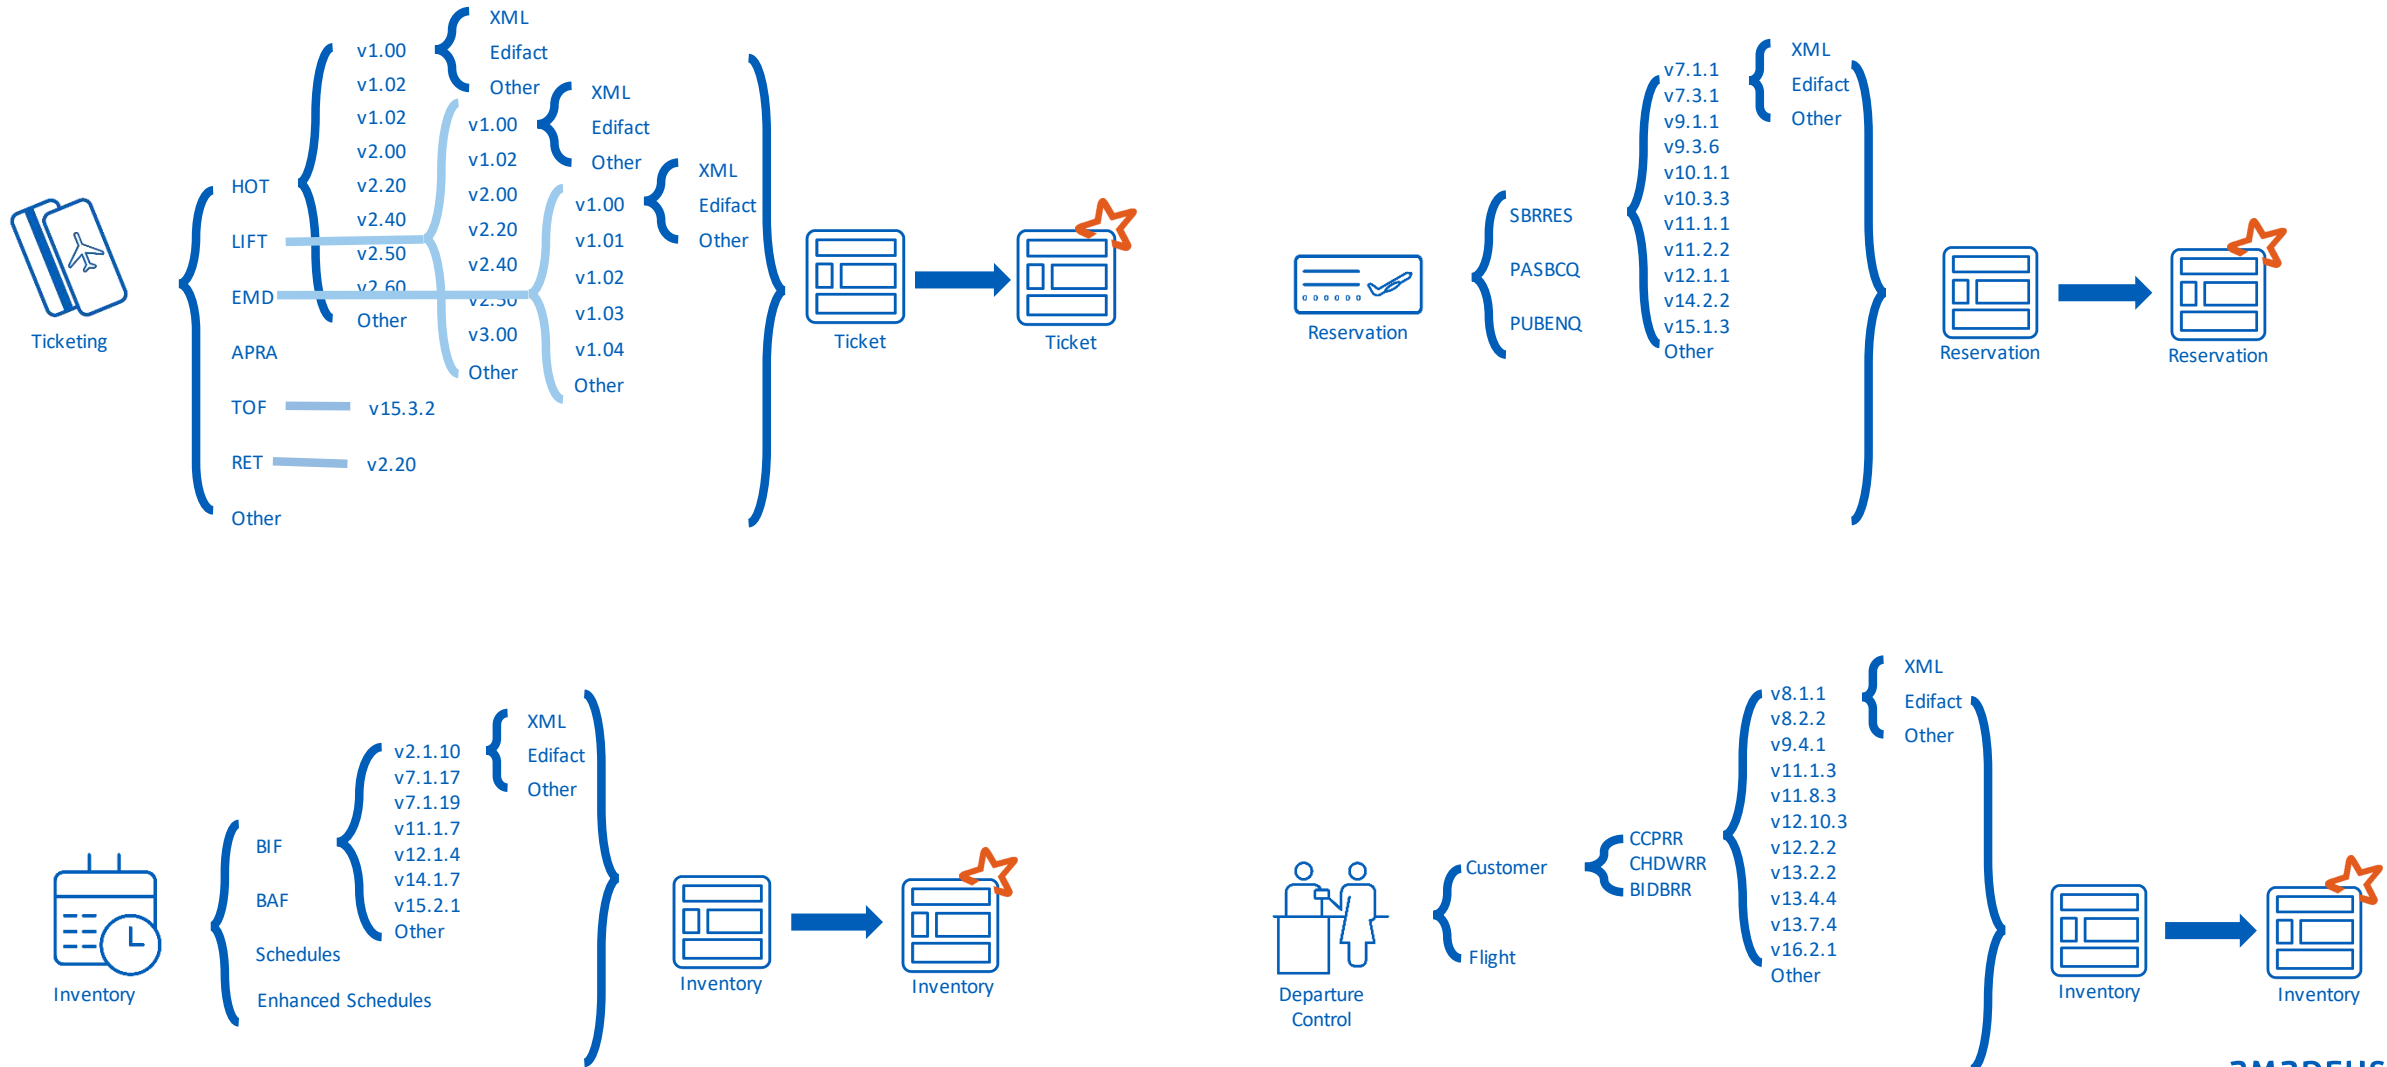 Ticketing
HOT
LIFT
EMD
APRA
TOF
RET
Other
v1.00
v1.02
v1.02
v2.00
v2.20
v2.40
v2.50
v2.60
Other
XML
Edifact
Other
v1.00
v1.02
v2.00
v2.20
v2.40
v2.50
v3.00
Other
XML
Edifact
Other
v1.00
v1.01
v1.02
v1.03
v1.04
Other
XML
Edifact
Other
v15.3.2
v2.20
Ticket
Ticket
Reservation
SBRRES
PASBCQ
PUBENQ
v7.1.1
v7.3.1
v9.1.1
v9.3.6
v10.1.1
v10.3.3
v11.1.1
v11.2.2
v12.1.1
v14.2.2
v15.1.3
Other
XML
Edifact
Other
Reservation
Reservation
Inventory
BIF
BAF
Schedules
Enhanced Schedules
v2.1.10
v7.1.17
v7.1.19
v11.1.7
v12.1.4
v14.1.7
v15.2.1
Other
XML
Edifact
Other
Inventory
Inventory
Departure
Control
Customer
Flight
CCPRR
CHDWRR
BIDBRR
v8.1.1
v8.2.2
v9.4.1
v11.1.3
v11.8.3
v12.10.3
v12.2.2
v13.2.2
v13.4.4
v13.7.4
v16.2.1
Other
XML
Edifact
Other
Inventory
Inventory
amadeus